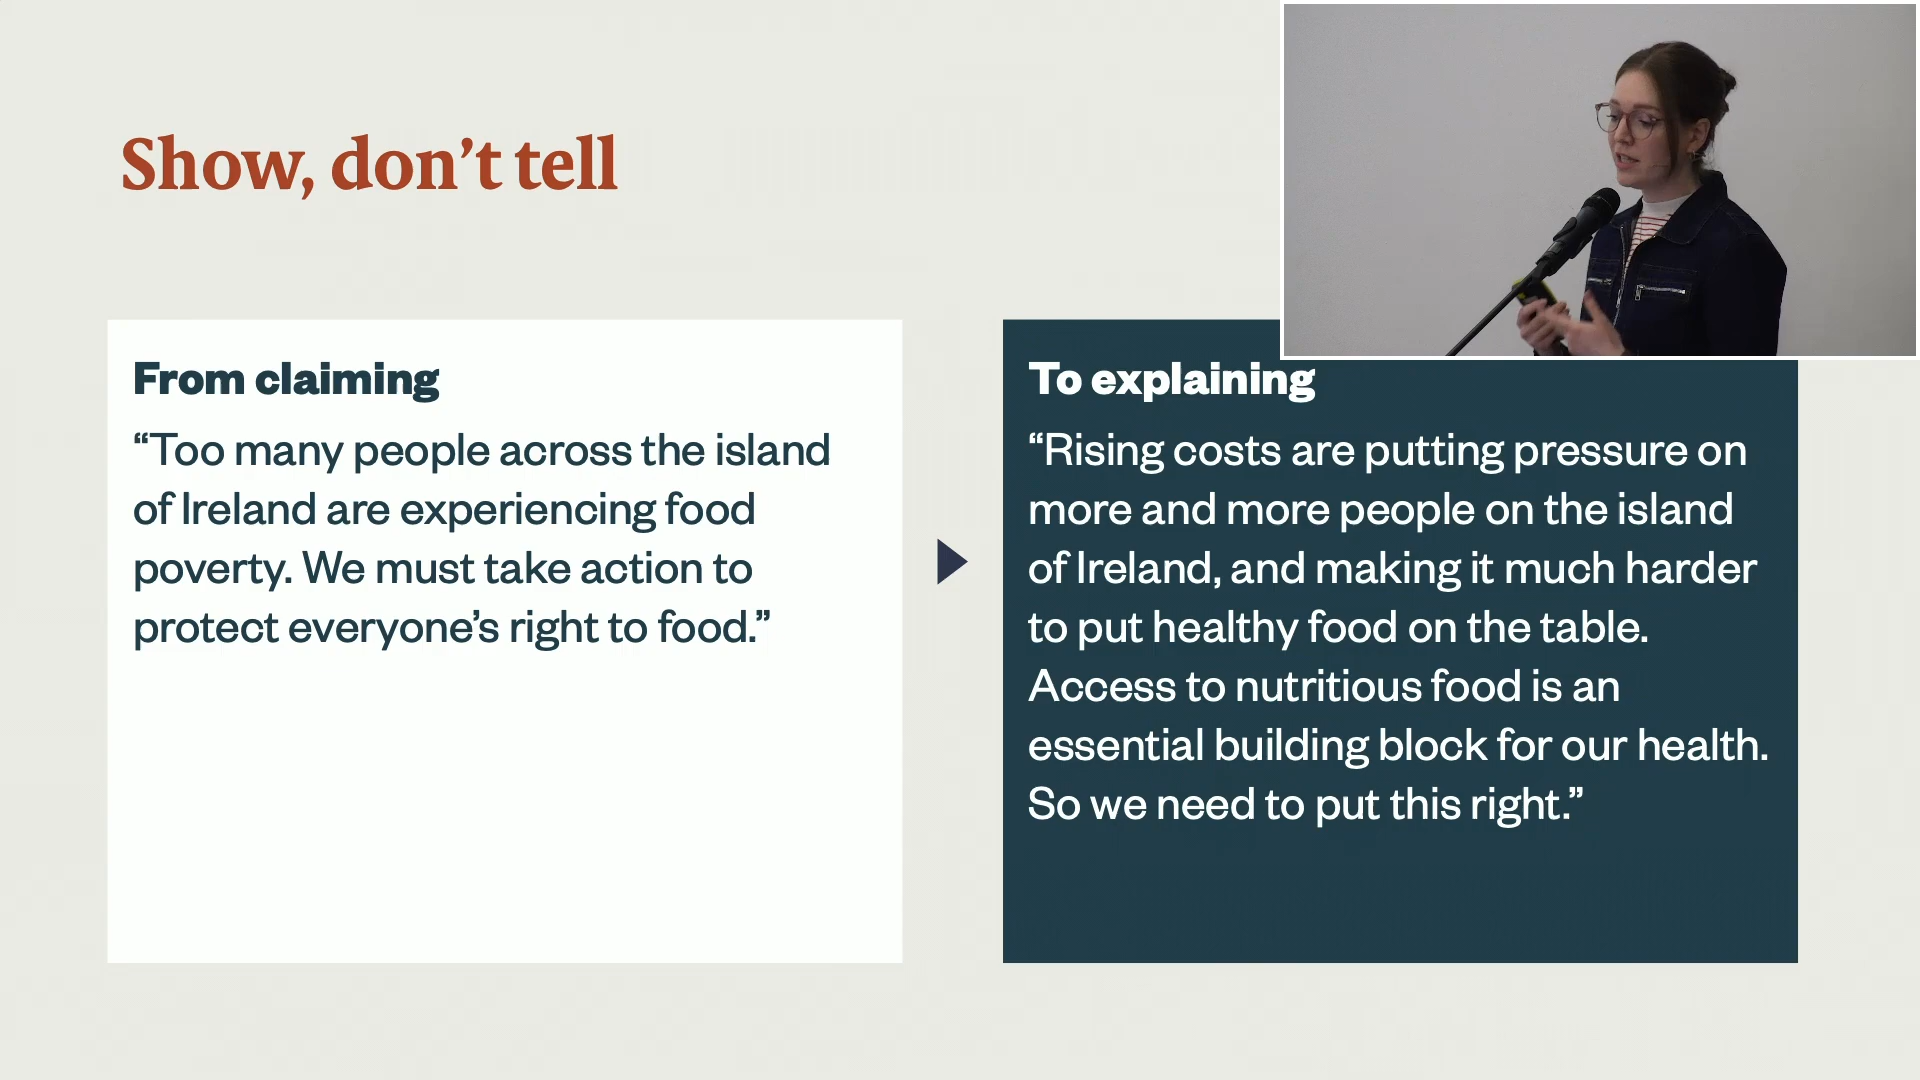 Show, don’t tell
From claiming
“Too many people across the island
of Ireland are experiencing food
poverty. We must take action to
protect everyone’s right to food.”
To explaining
“Rising costs are putting pressure on
more and more people on the island
of Ireland, and making it much harder
to put healthy food on the table.
Access to nutritious food is an
essential building block for our health.
So we need to put this right.”